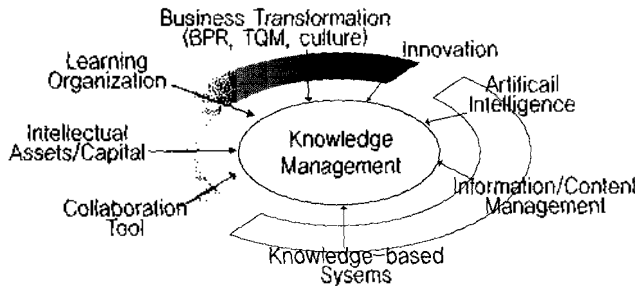 Business Transformation
(BPR, TQM, culture)
Innovation
Learning
Organization
Artificail
Intelligence
Intellectual
Assets/Capital
Knowledge
Management
Collaboration
Tool
Information/Content
Management
Knowledge-based
Sysems